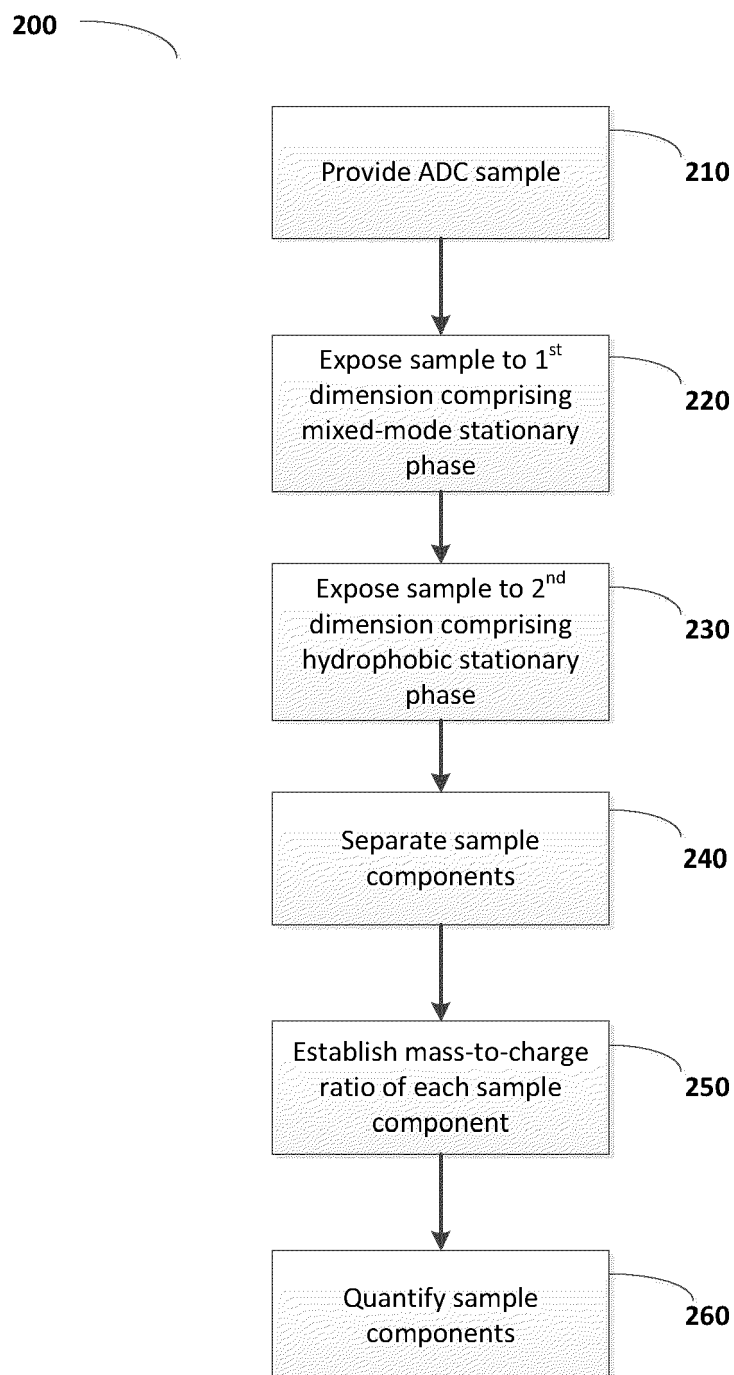 200
Provide ADC sample
210
Expose sample to 1st
dimension comprising
mixed-mode stationary
phase
220
Expose sample to 2nd
dimension comprising
hydrophobic stationary
phase
230
Separate sample
components
240
Establish mass-to-charge
ratio of each sample
component
250
Quantify sample
components
260